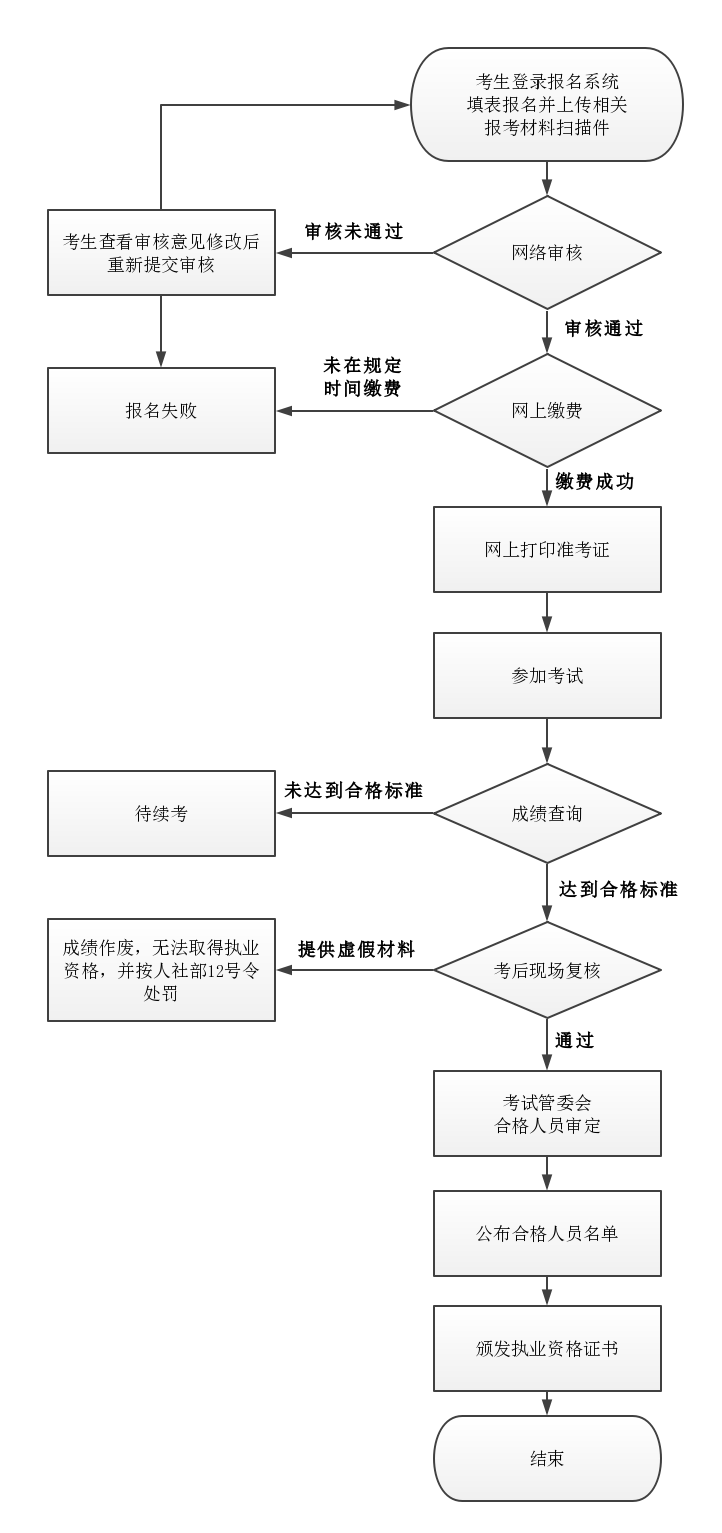 考生登录报名系统
填表报名并上传相关
报考材料扫描件
审核未通过
考生查看审核意见修改后
重新提交审核
网络审核
审核通过
未在规定
时间缴费
报名失败
网上缴费
缴费成功
网上打印准考证
参加考试
未达到合格标准
待续考
成绩查询
达到合格标准
成绩作废，无法取得执业
资格，并按人社部12号令
处罚
提供虚假材料
考后现场复核
通过
考试管委会
合格人员审定
公布合格人员名单
颁发执业资格证书
结束